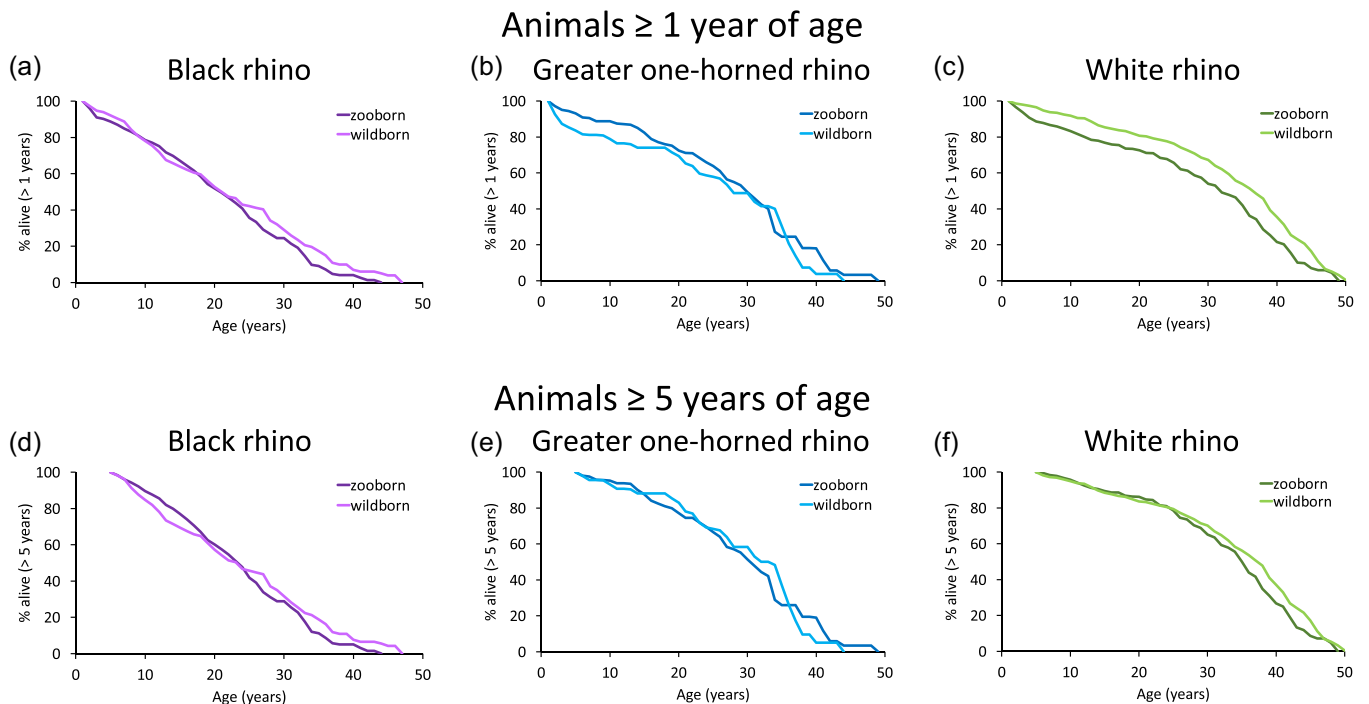 Animals ≥ 1 year of age
(a)
Black rhino
% alive (> 1 years)
100
80
60
40
20
0
0 10 20 30 40 50
Age (years)
zooborn
wildborn
(b)
Greater one-horned rhino
% alive (> 1 years)
100
80
60
40
20
0
0 10 20 30 40 50
Age (years)
zooborn
wildborn
(c)
White rhino
% alive (> 1 years)
100
80
60
40
20
0
0 10 20 30 40 50
Age (years)
zooborn
wildborn
Animals ≥ 5 years of age
(d)
Black rhino
% alive (> 5 years)
100
80
60
40
20
0
0 10 20 30 40 50
Age (years)
zooborn
wildborn
(e)
Greater one-horned rhino
% alive (> 5 years)
100
80
60
40
20
0
0 10 20 30 40 50
Age (years)
zooborn
wildborn
(f)
White rhino
% alive (> 5 years)
100
80
60
40
20
0
0 10 20 30 40 50
Age (years)
zooborn
wildborn